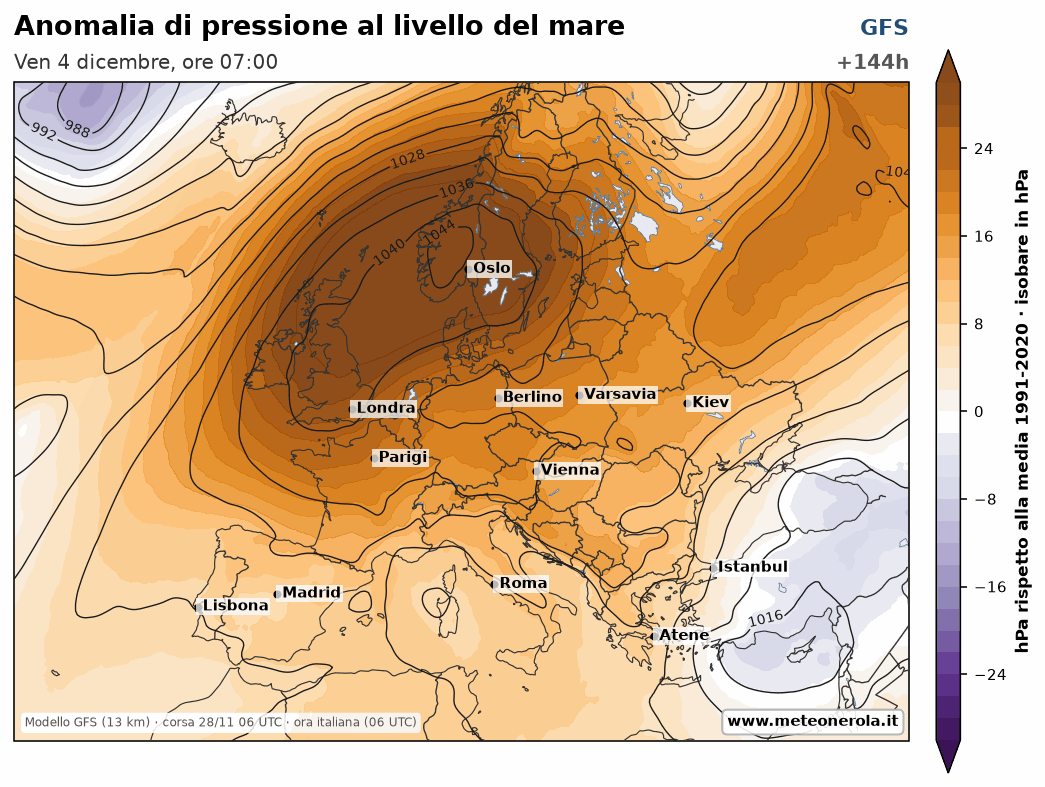 Anomalia di pressione al livello del mare
GFS
Ven 4 dicembre, ore 07:00
+144h
992
988
1028
1036
1044
1040
Oslo
Londra
Berlino
Varsavia
Kiev
Parigi
Vienna
Istanbul
Roma
Madrid
Lisbona
Atene
1016
Modello GFS (13 km) · corsa 28/11 06 UTC · ora italiana (06 UTC)
www.meteonerola.it
24
16
8
0
−8
−16
−24
hPa rispetto alla media 1991-2020 · isobare in hPa